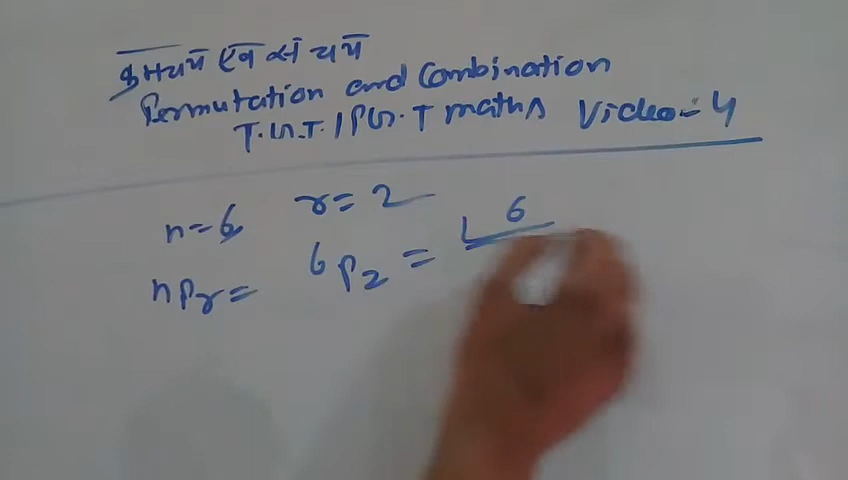 क्रमचय एवं संचय
Permutation and Combination
T.G.T. / PG.T maths Video-4
n=6 r=2
nPr= 6P2 = 6